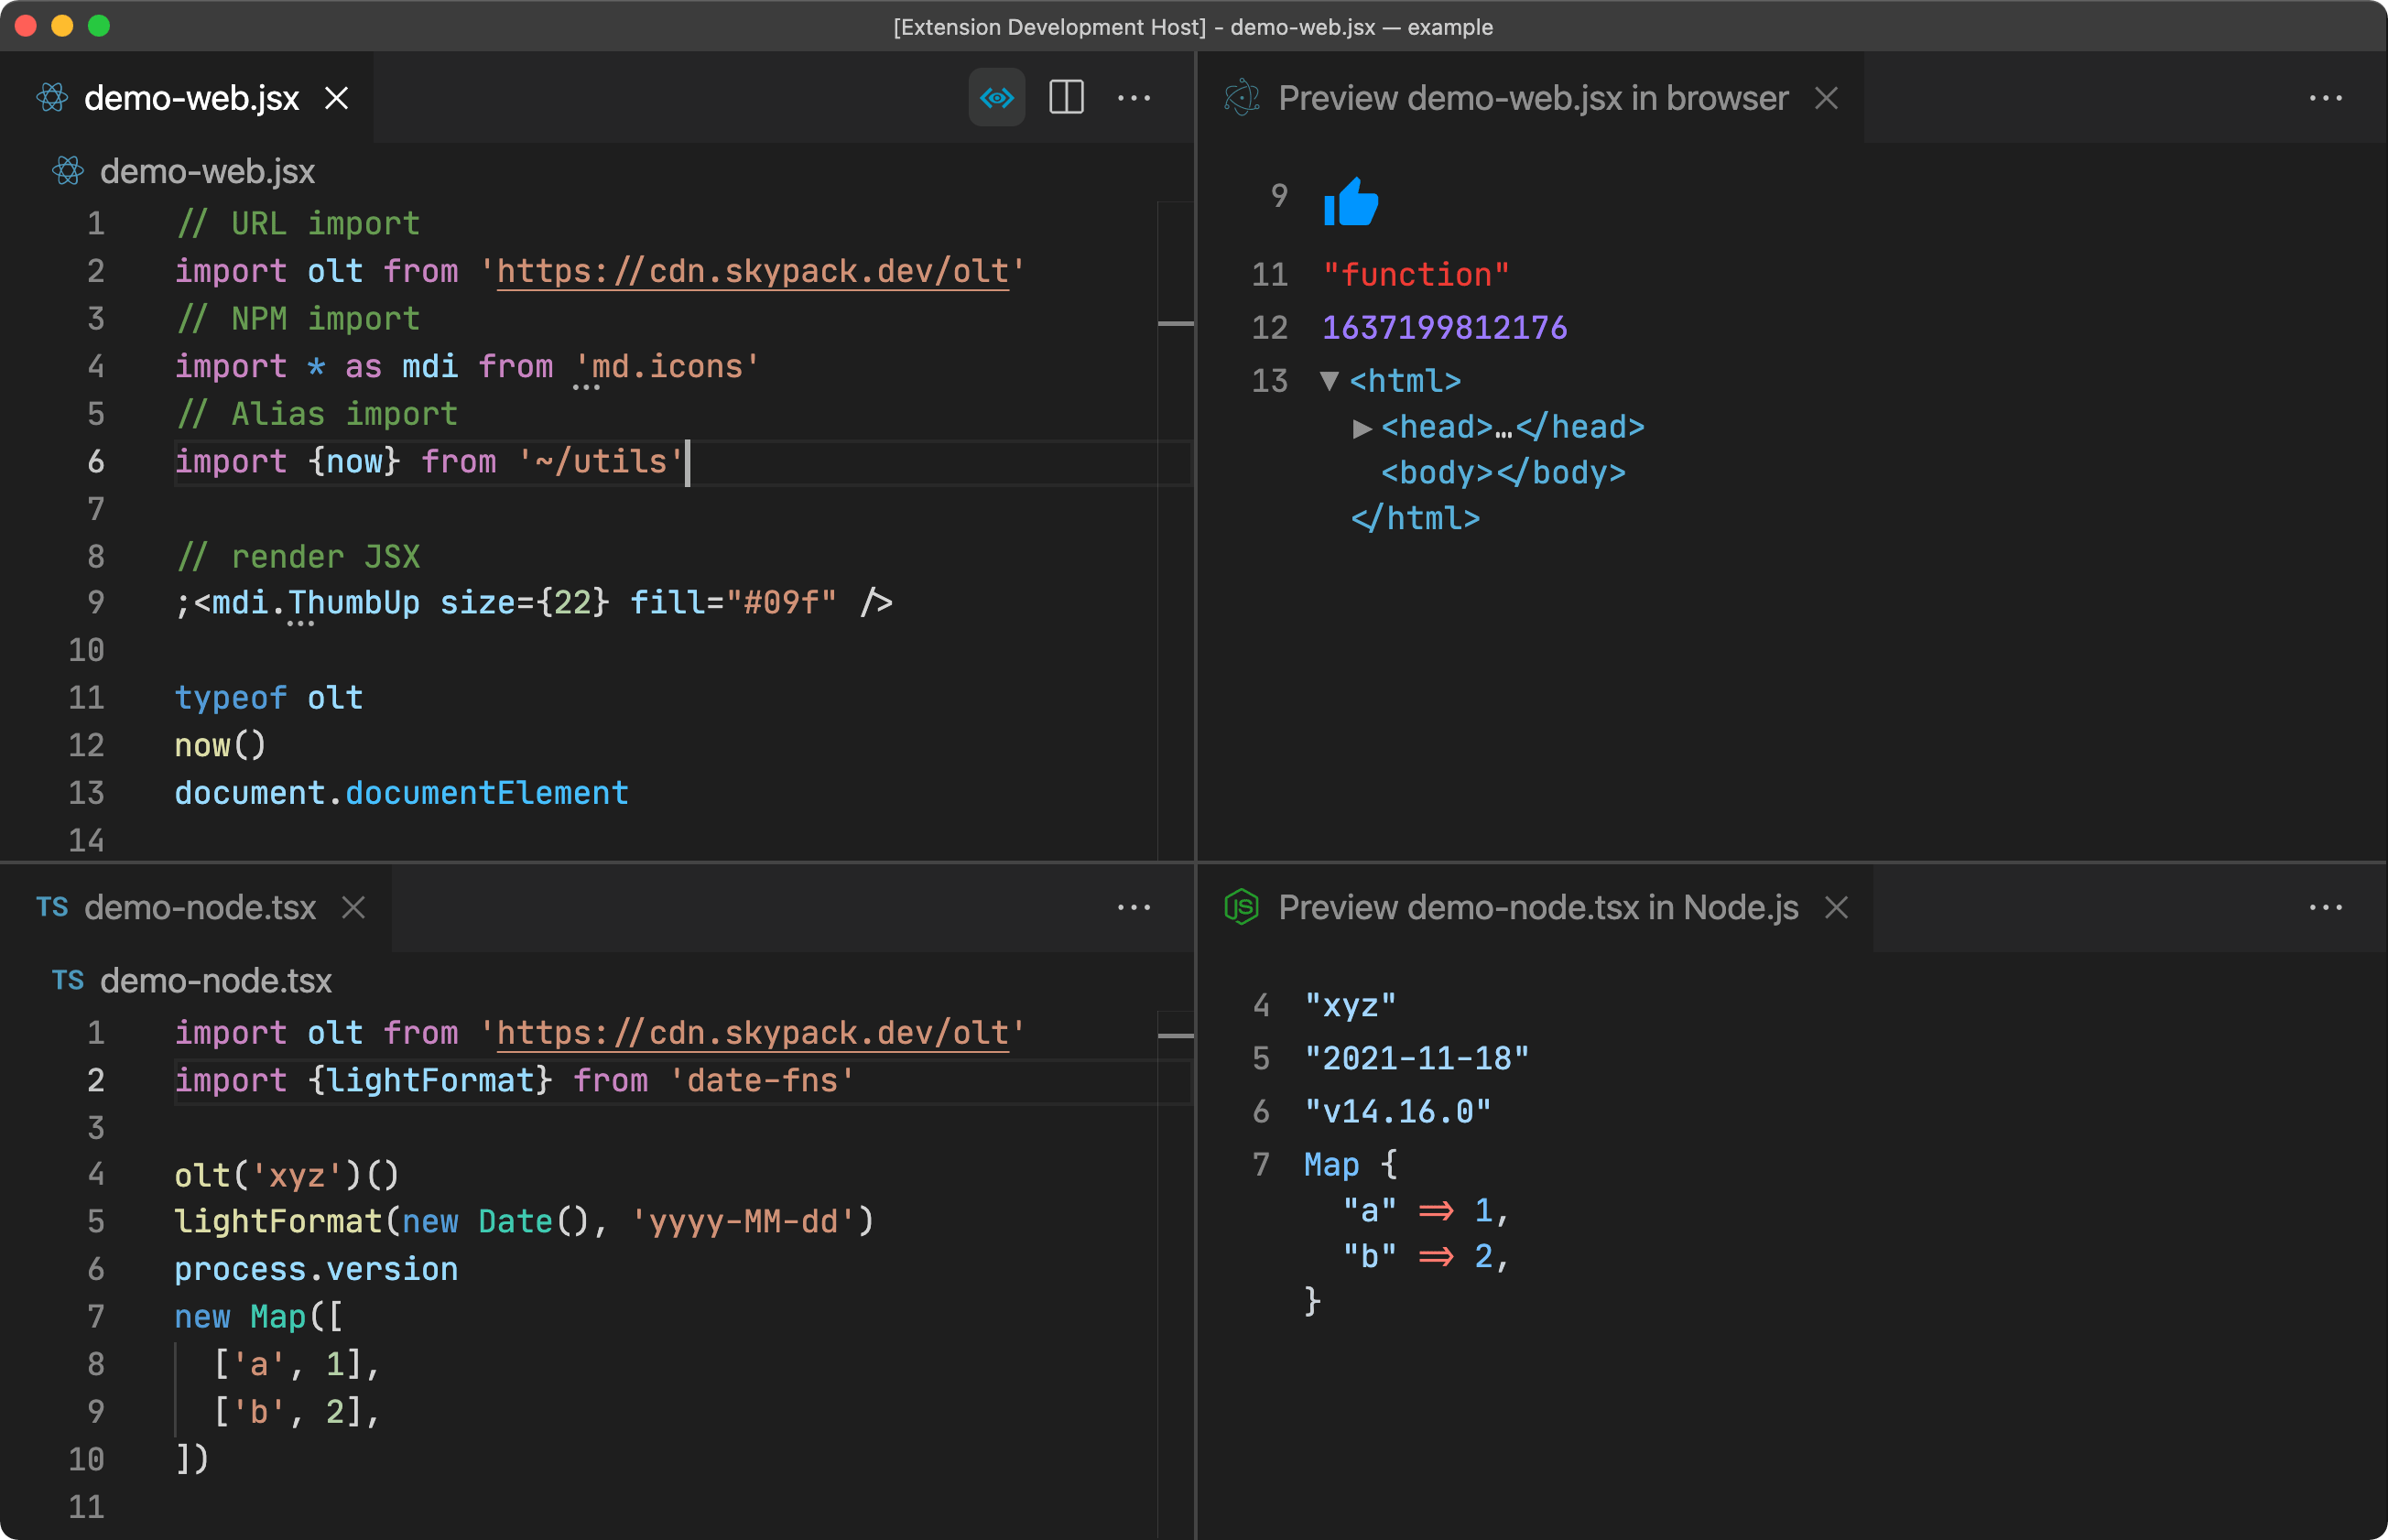 [Extension Development Host] - demo-web.jsx — example
demo-web.jsx
demo-web.jsx
1 // URL import
2 import olt from 'https://cdn.skypack.dev/olt'
3 // NPM import
4 import * as mdi from 'md.icons'
5 // Alias import
6 import {now} from '~/utils'
7
8 // render JSX
9 ;<mdi.ThumbUp size={22} fill="#09f" />
10
11 typeof olt
12 now()
13 document.documentElement
14
Preview demo-web.jsx in browser
9
11 "function"
12 1637199812176
13 ▼ <html>
▶ <head>…</head>
<body></body>
</html>
TS demo-node.tsx
TS demo-node.tsx
1 import olt from 'https://cdn.skypack.dev/olt'
2 import {lightFormat} from 'date-fns'
3
4 olt('xyz')()
5 lightFormat(new Date(), 'yyyy-MM-dd')
6 process.version
7 new Map([
8 ['a', 1],
9 ['b', 2],
10 ])
11
JS Preview demo-node.tsx in Node.js
4 "xyz"
5 "2021-11-18"
6 "v14.16.0"
7 Map {
"a" => 1,
"b" => 2,
}